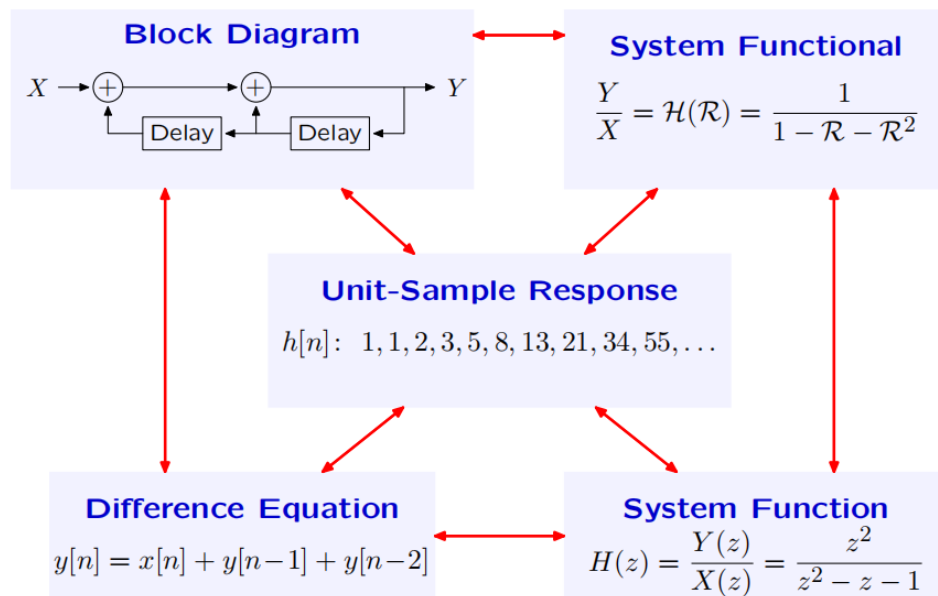 Block Diagram
X + + Y
Delay Delay
System Functional
Y/X = H(R) = 1/(1 − R − R²)
Unit-Sample Response
h[n]: 1, 1, 2, 3, 5, 8, 13, 21, 34, 55, . . .
Difference Equation
y[n] = x[n] + y[n−1] + y[n−2]
System Function
H(z) = Y(z)/X(z) = z²/(z² − z − 1)